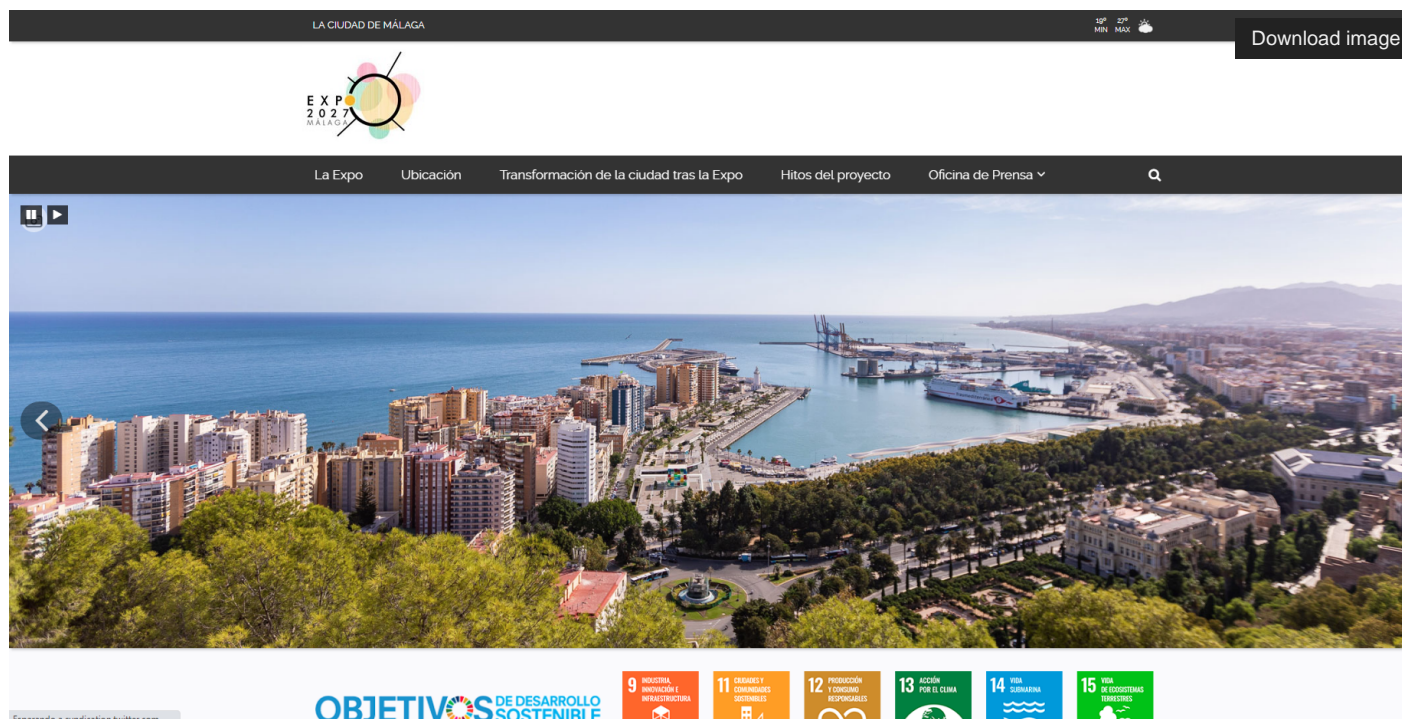 LA CIUDAD DE MÁLAGA
19º 27º
MIN MAX
Download image
EXPO
2027
MÁLAGA
La Expo Ubicación Transformación de la ciudad tras la Expo Hitos del proyecto Oficina de Prensa
OBJETIVOS DE DESARROLLO SOSTENIBLE
9 INDUSTRIA, INNOVACIÓN E INFRAESTRUCTURA
11 CIUDADES Y COMUNIDADES SOSTENIBLES
12 PRODUCCIÓN Y CONSUMO RESPONSABLES
13 ACCIÓN POR EL CLIMA
14 VIDA SUBMARINA
15 VIDA DE ECOSISTEMAS TERRESTRES